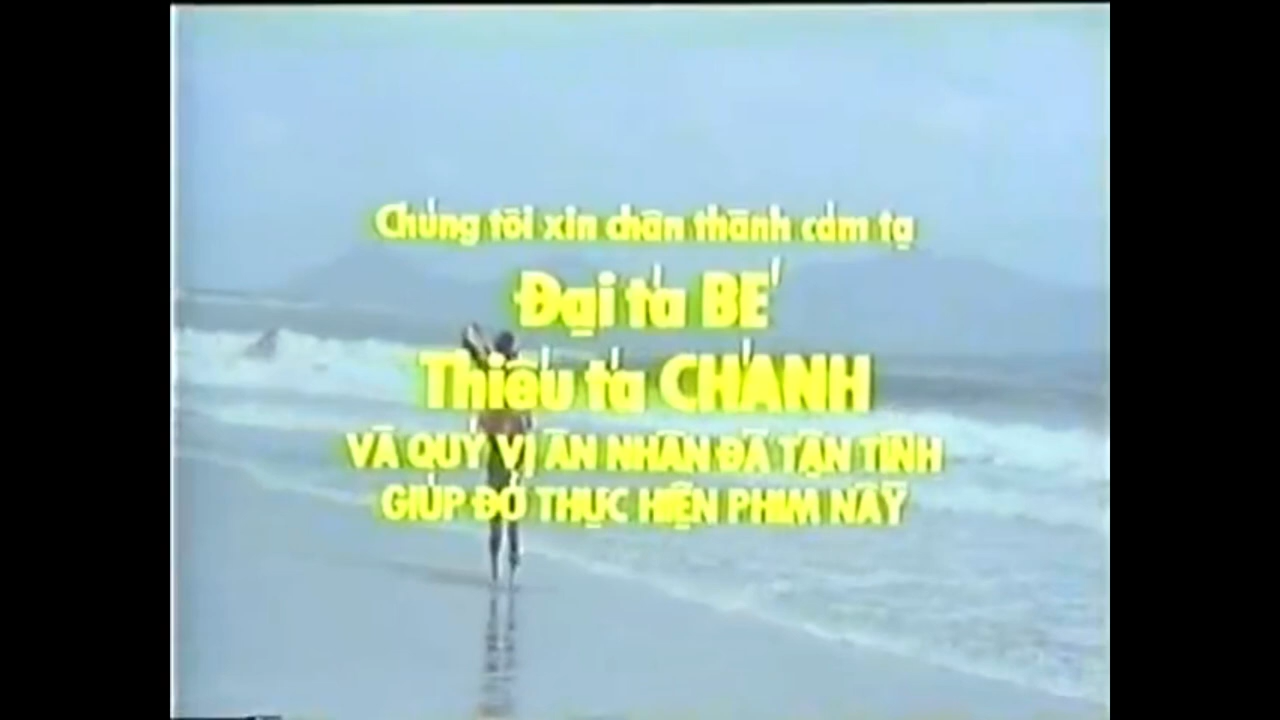 Chúng tôi xin chân thành cảm tạ
Đại tá BÉ
Thiếu tá CHÁNH
VÀ QUÝ VỊ ÂN NHÂN ĐÃ TẬN TÌNH
GIÚP ĐỠ THỰC HIỆN PHIM NẦY